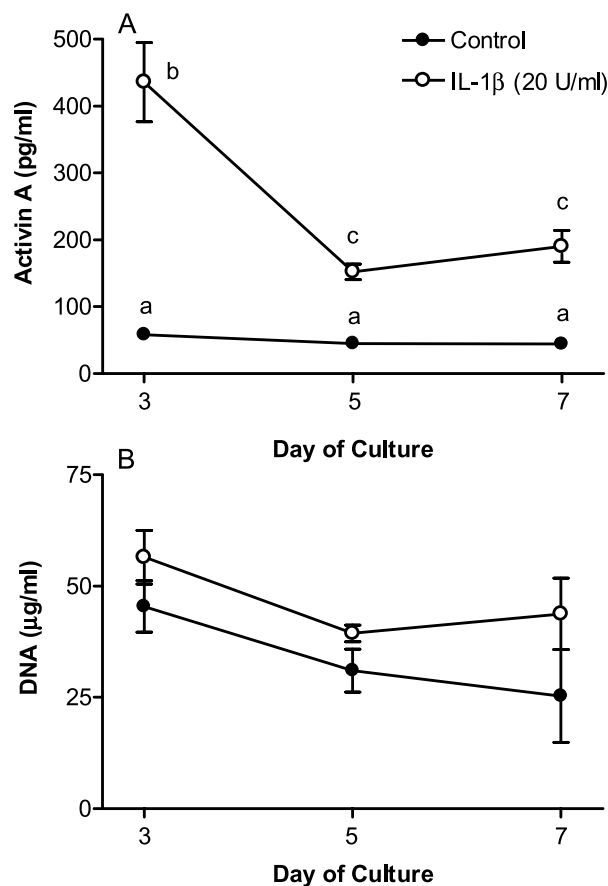 A
Control
IL-1β (20 U/ml)
Activin A (pg/ml)
500
400
300
200
100
0
b
c
c
a
a
a
3 5 7
Day of Culture
B
DNA (μg/ml)
75
50
25
0
3 5 7
Day of Culture